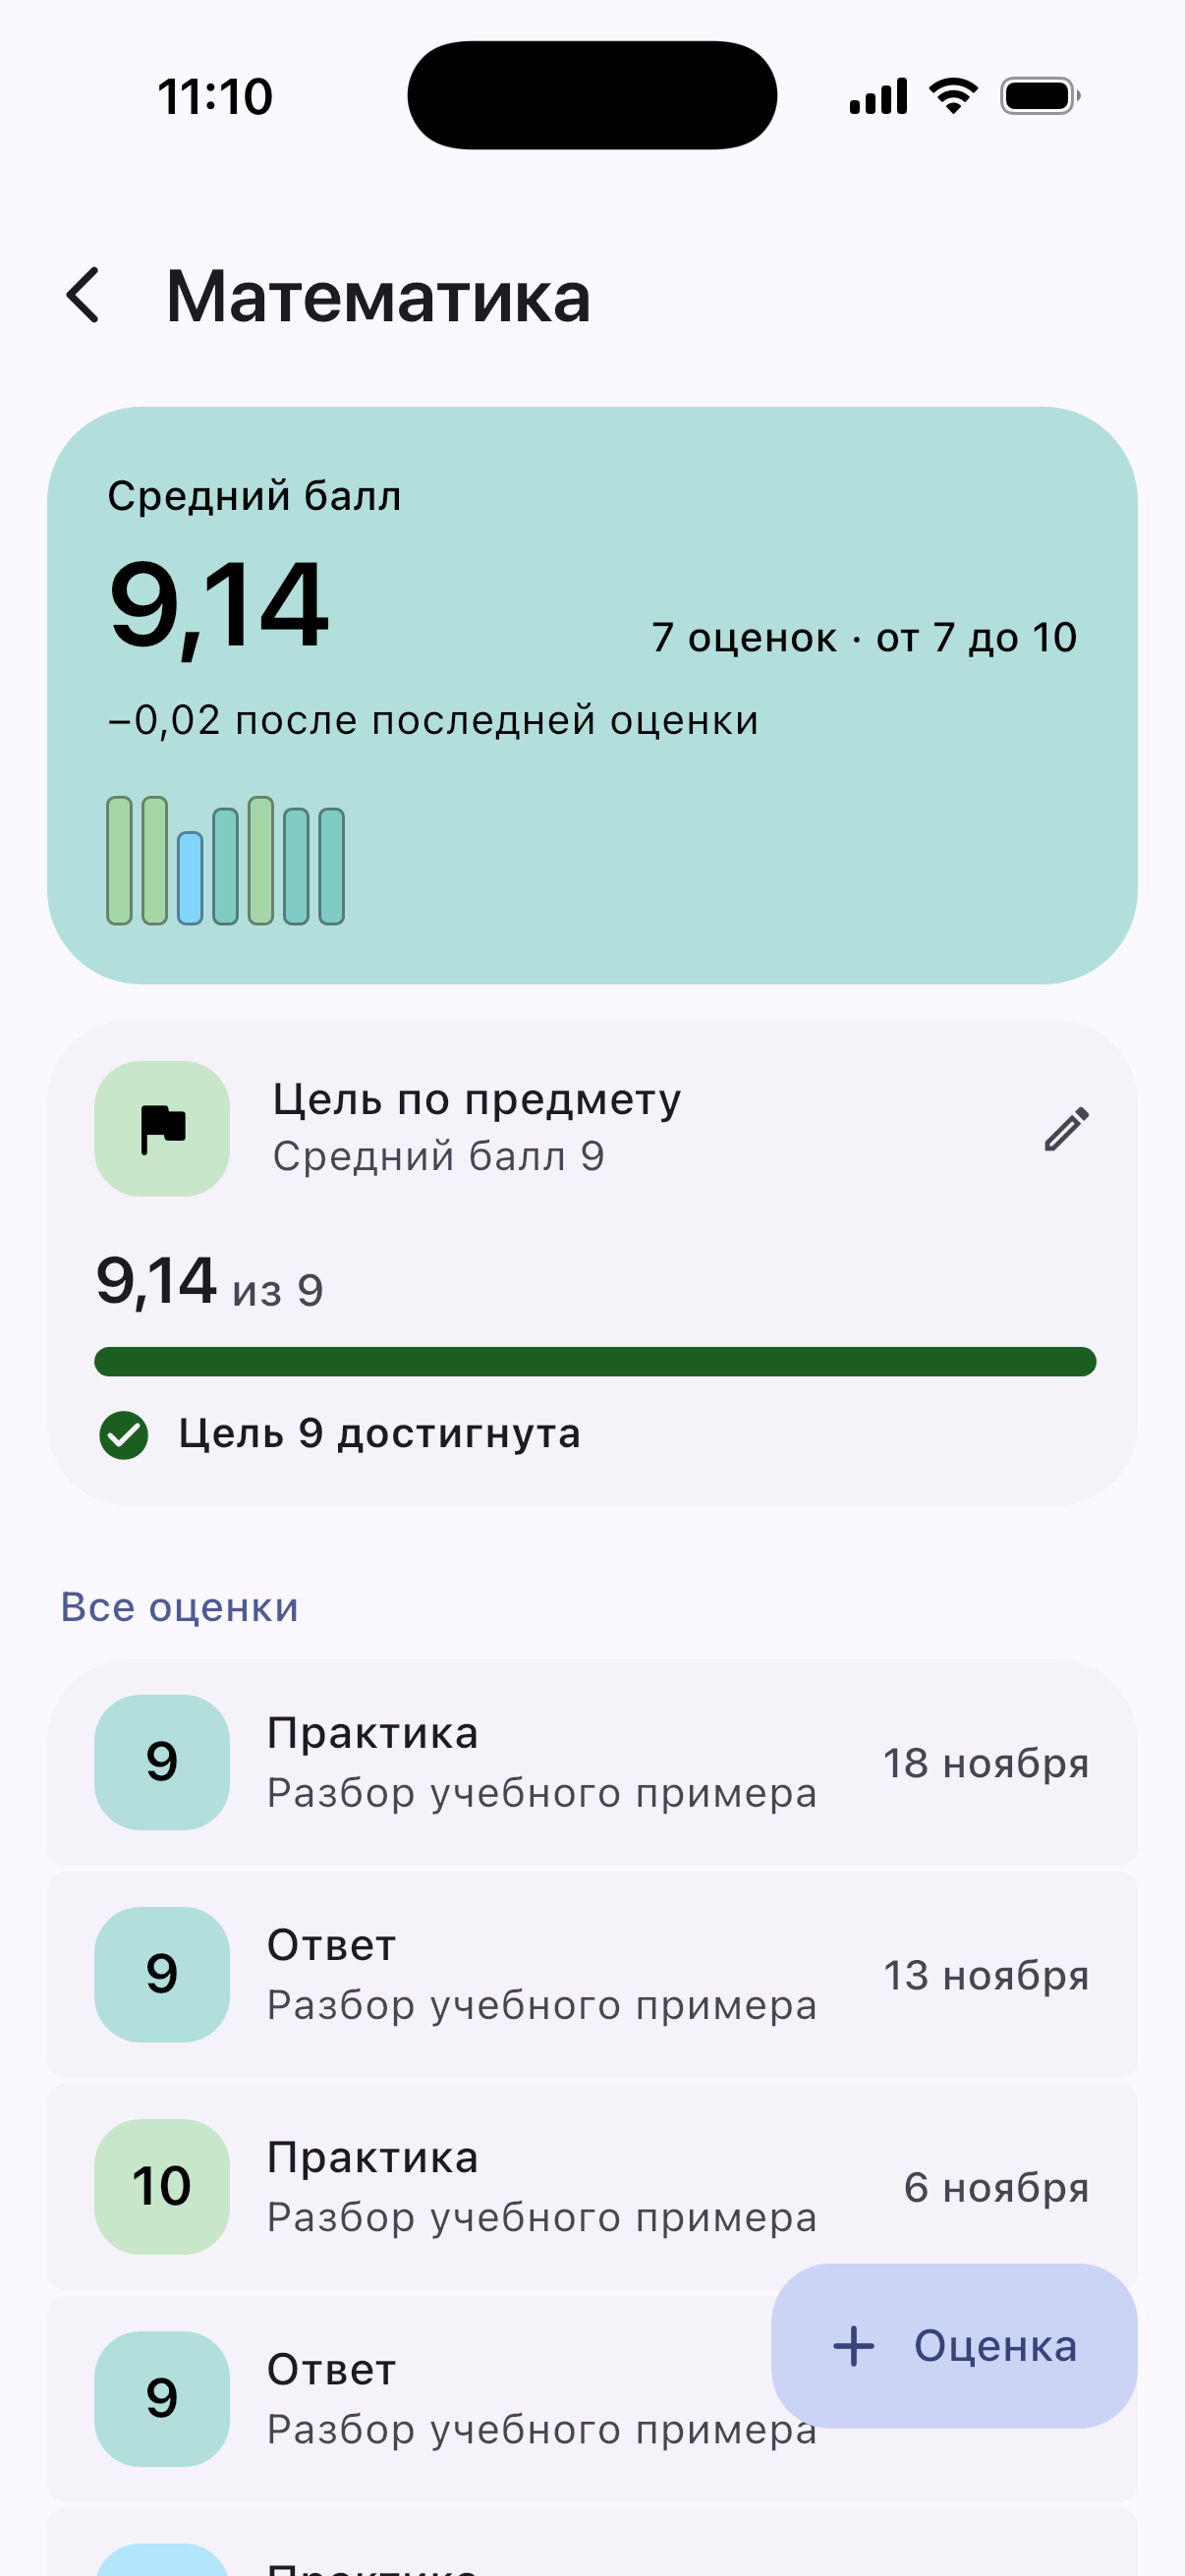 11:10
Математика
Средний балл
9,14
7 оценок · от 7 до 10
−0,02 после последней оценки
Цель по предмету
Средний балл 9
9,14 из 9
Цель 9 достигнута
Все оценки
9
Практика
Разбор учебного примера
18 ноября
9
Ответ
Разбор учебного примера
13 ноября
10
Практика
Разбор учебного примера
6 ноября
9
Ответ
Разбор учебного примера
+ Оценка
Практика